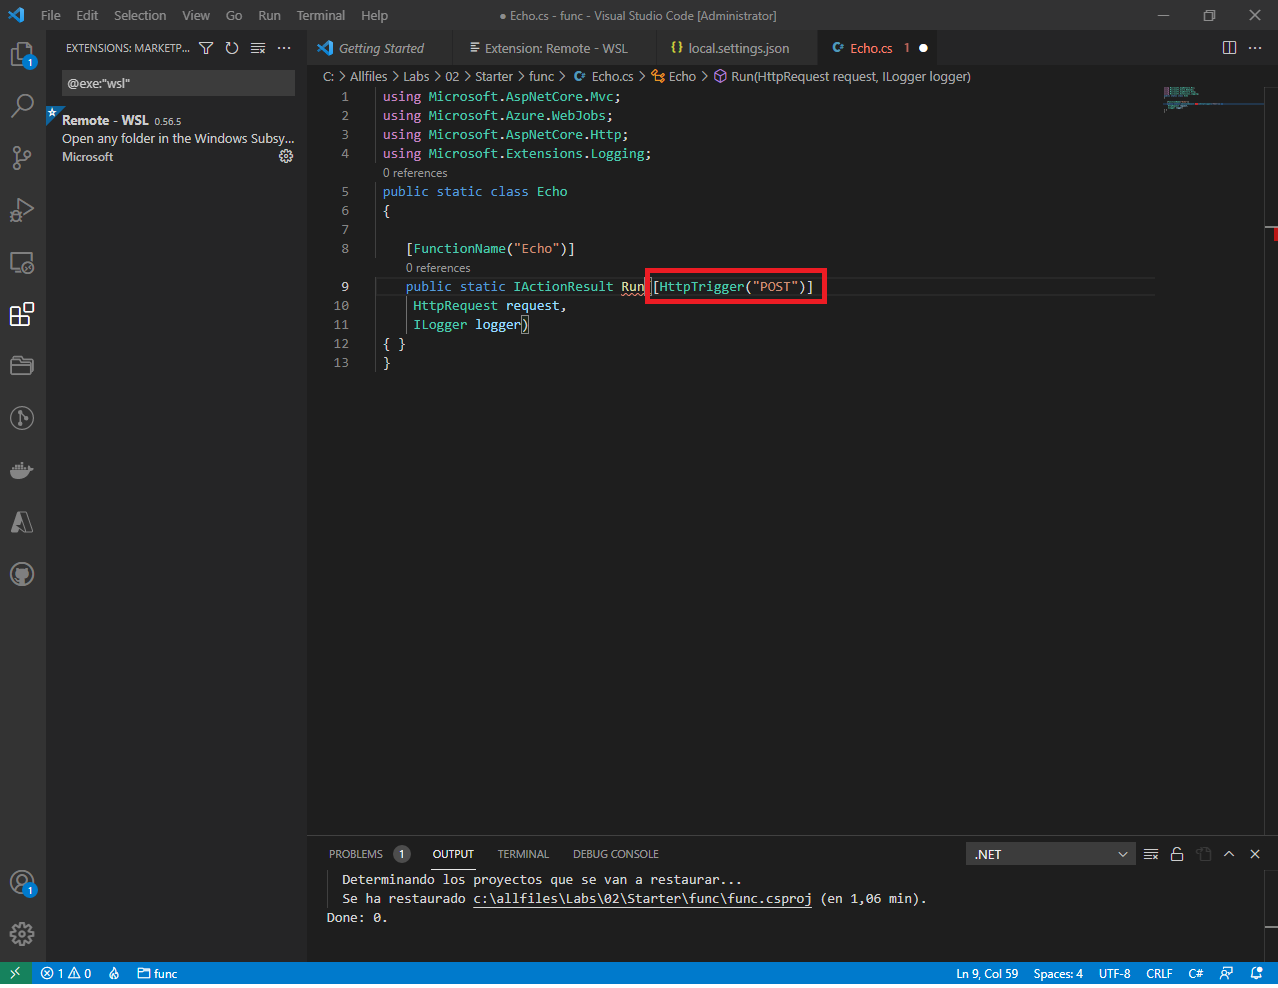 File Edit Selection View Go Run Terminal Help
● Echo.cs - func - Visual Studio Code [Administrator]
EXTENSIONS: MARKETP...
@exe:"wsl"
Remote - WSL 0.56.5
Open any folder in the Windows Subsy...
Microsoft
Getting Started
Extension: Remote - WSL
{} local.settings.json
C# Echo.cs 1 ●
C: > Allfiles > Labs > 02 > Starter > func > C# Echo.cs > Echo > Run(HttpRequest request, ILogger logger)
1 using Microsoft.AspNetCore.Mvc;
2 using Microsoft.Azure.WebJobs;
3 using Microsoft.AspNetCore.Http;
4 using Microsoft.Extensions.Logging;
0 references
5 public static class Echo
6 {
7
8 [FunctionName("Echo")]
0 references
9 public static IActionResult Run [HttpTrigger("POST")]
10 HttpRequest request,
11 ILogger logger)
12 { }
13 }
PROBLEMS 1 OUTPUT TERMINAL DEBUG CONSOLE
.NET
Determinando los proyectos que se van a restaurar...
Se ha restaurado c:\allfiles\Labs\02\Starter\func\func.csproj (en 1,06 min).
Done: 0.
1
1
1 0 func
Ln 9, Col 59 Spaces: 4 UTF-8 CRLF C#